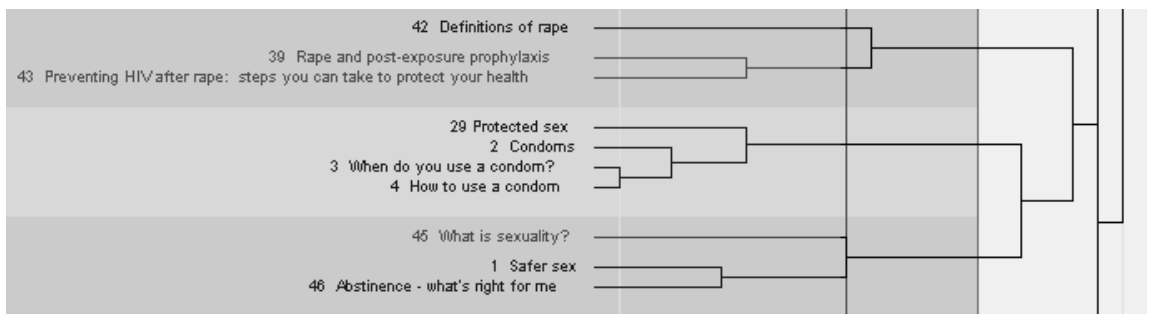 42 Definitions of rape
39 Rape and post-exposure prophylaxis
43 Preventing HIV after rape: steps you can take to protect your health
29 Protected sex
2 Condoms
3 When do you use a condom?
4 How to use a condom
45 What is sexuality?
1 Safer sex
46 Abstinence - what's right for me